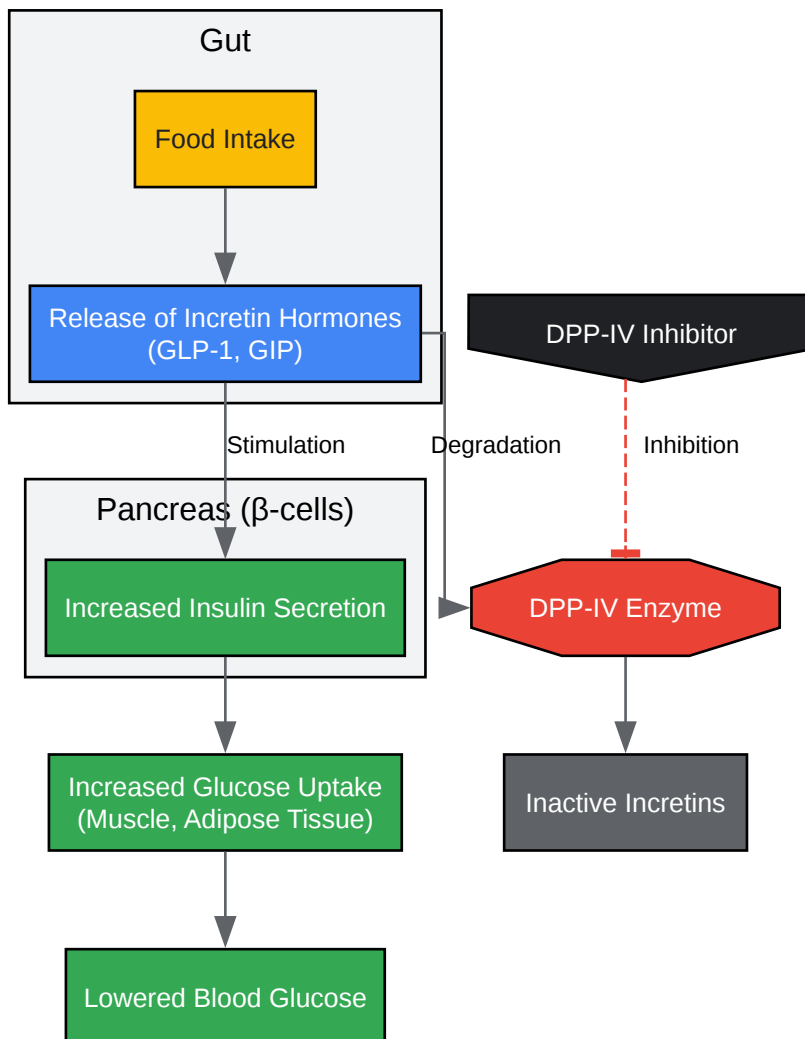 Gut
Food Intake
Release of Incretin Hormones
(GLP-1, GIP)
DPP-IV Inhibitor
Stimulation
Degradation
Inhibition
Pancreas (β-cells)
Increased Insulin Secretion
DPP-IV Enzyme
Increased Glucose Uptake
(Muscle, Adipose Tissue)
Inactive Incretins
Lowered Blood Glucose